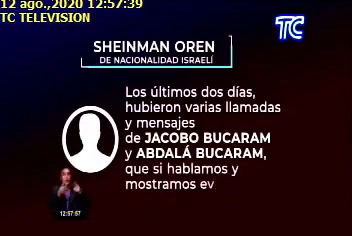 12 ago.,2020 12:57:39
TC TELEVISION
TC
SHEINMAN OREN
DE NACIONALIDAD ISRAELÍ
Los últimos dos días,
hubieron varias llamadas
y mensajes
de JACOBO BUCARAM
y ABDALÁ BUCARAM,
que si hablamos y
mostramos ev
12:57:57